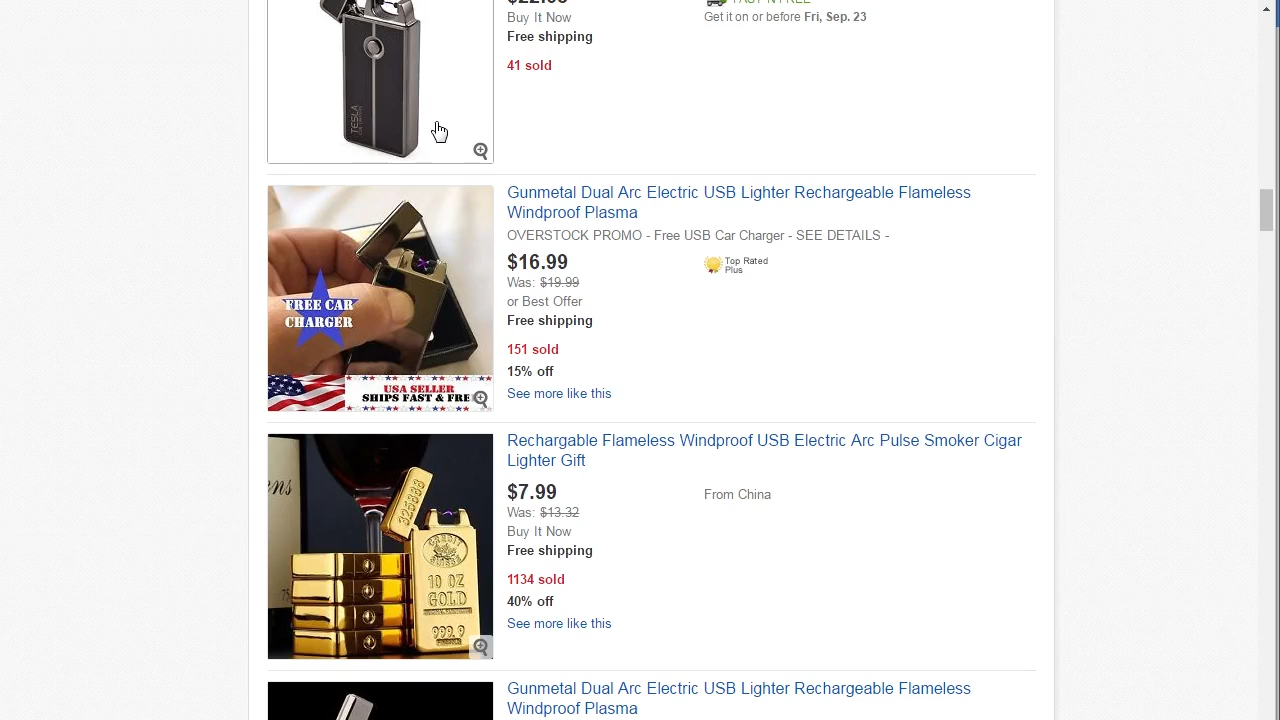 Buy It Now
Get it on or before Fri, Sep. 23
Free shipping
41 sold
TESLA
Gunmetal Dual Arc Electric USB Lighter Rechargeable Flameless
Windproof Plasma
OVERSTOCK PROMO - Free USB Car Charger - SEE DETAILS -
$16.99
Top Rated
Plus
Was: $19.99
or Best Offer
Free shipping
151 sold
15% off
See more like this
FREE CAR
CHARGER
USA SELLER
SHIPS FAST & FRE
Rechargable Flameless Windproof USB Electric Arc Pulse Smoker Cigar
Lighter Gift
$7.99
From China
Was: $13.32
Buy It Now
Free shipping
1134 sold
40% off
See more like this
10 OZ
GOLD
999.9
Gunmetal Dual Arc Electric USB Lighter Rechargeable Flameless
Windproof Plasma